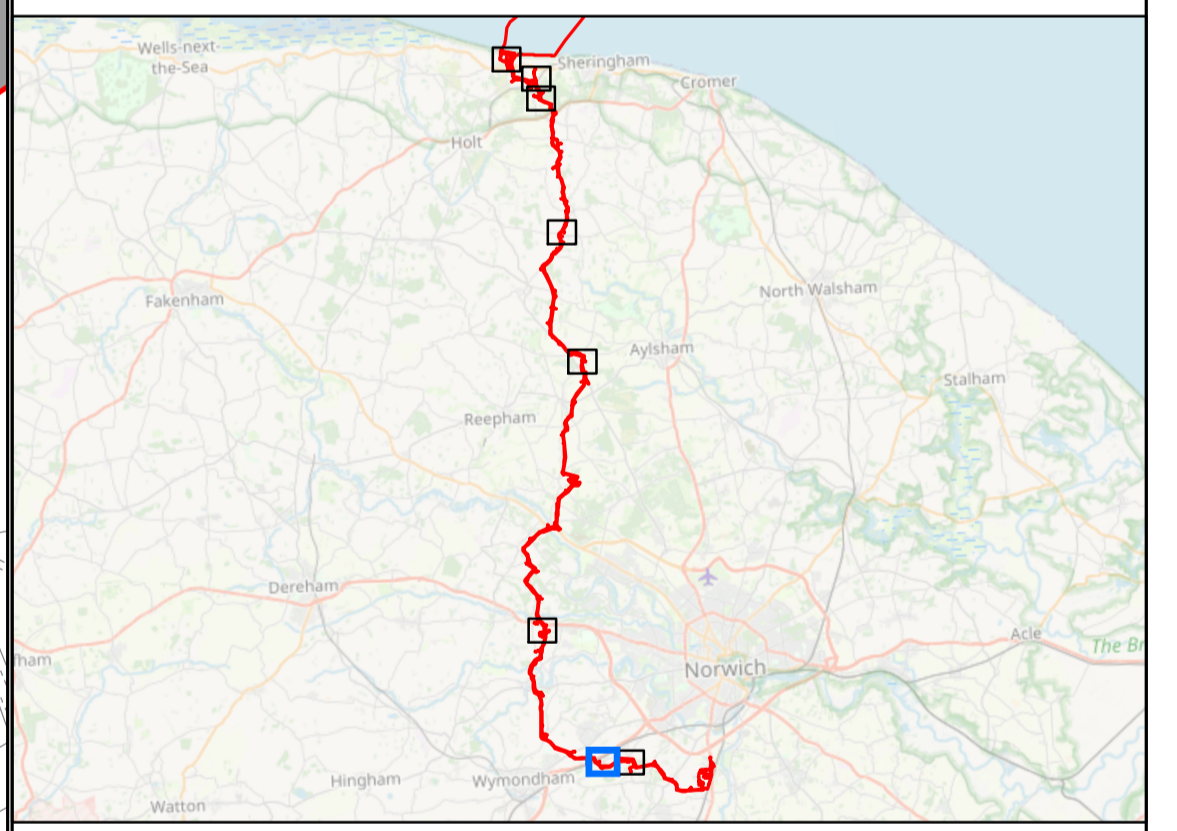 Wells-next-
the-Sea
Sheringham
Cromer
Holt
Fakenham
North Walsham
Aylsham
Stalham
Reepham
Dereham
Acle
The Br
fham
Norwich
Hingham
Wymondham
Watton